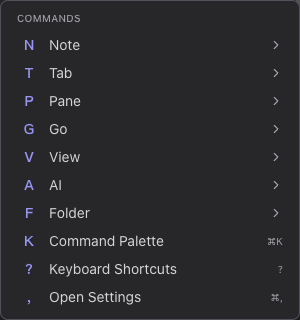 COMMANDS
N Note
T Tab
P Pane
G Go
V View
A AI
F Folder
K Command Palette ⌘K
? Keyboard Shortcuts ?
, Open Settings ⌘,